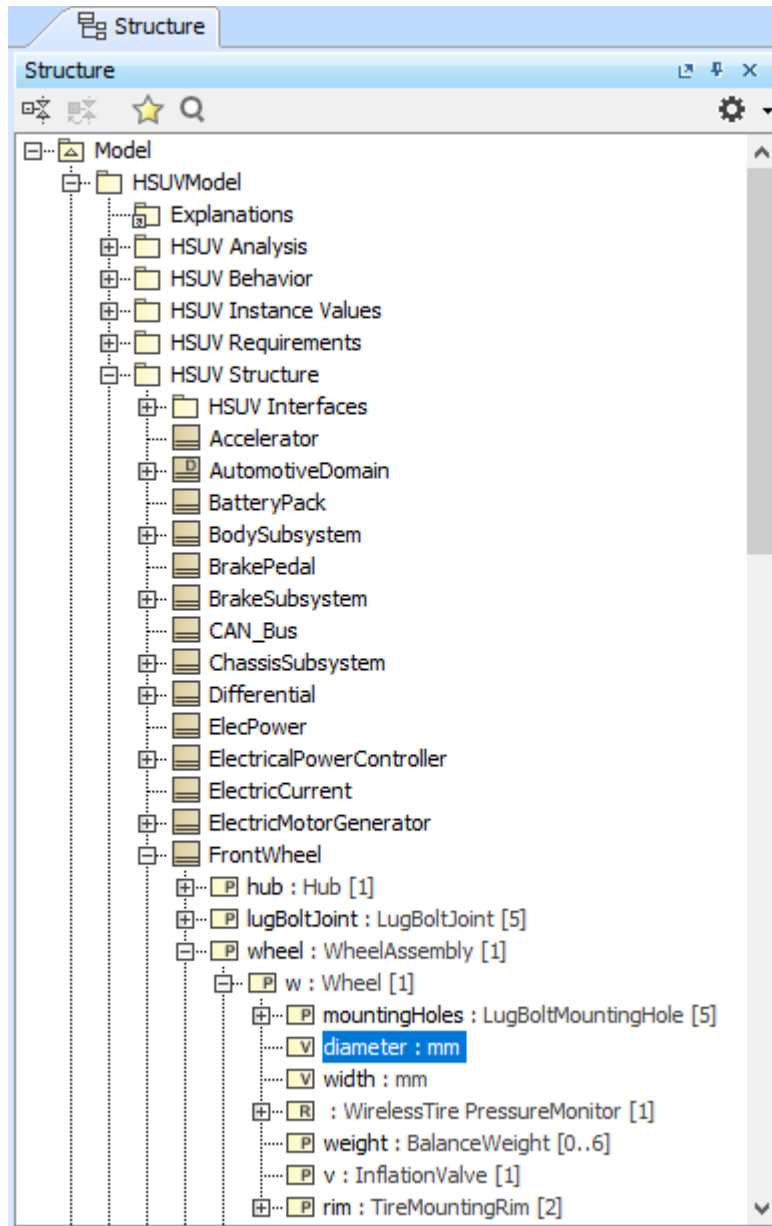 Structure
Structure
Model
HSUVModel
Explanations
HSUV Analysis
HSUV Behavior
HSUV Instance Values
HSUV Requirements
HSUV Structure
HSUV Interfaces
Accelerator
D AutomotiveDomain
BatteryPack
BodySubsystem
BrakePedal
BrakeSubsystem
CAN_Bus
ChassisSubsystem
Differential
ElecPower
ElectricalPowerController
ElectricCurrent
ElectricMotorGenerator
FrontWheel
P hub : Hub [1]
P lugBoltJoint : LugBoltJoint [5]
P wheel : WheelAssembly [1]
P w : Wheel [1]
P mountingHoles : LugBoltMountingHole [5]
V diameter : mm
V width : mm
R : WirelessTire PressureMonitor [1]
P weight : BalanceWeight [0..6]
P v : InflationValve [1]
P rim : TireMountingRim [2]